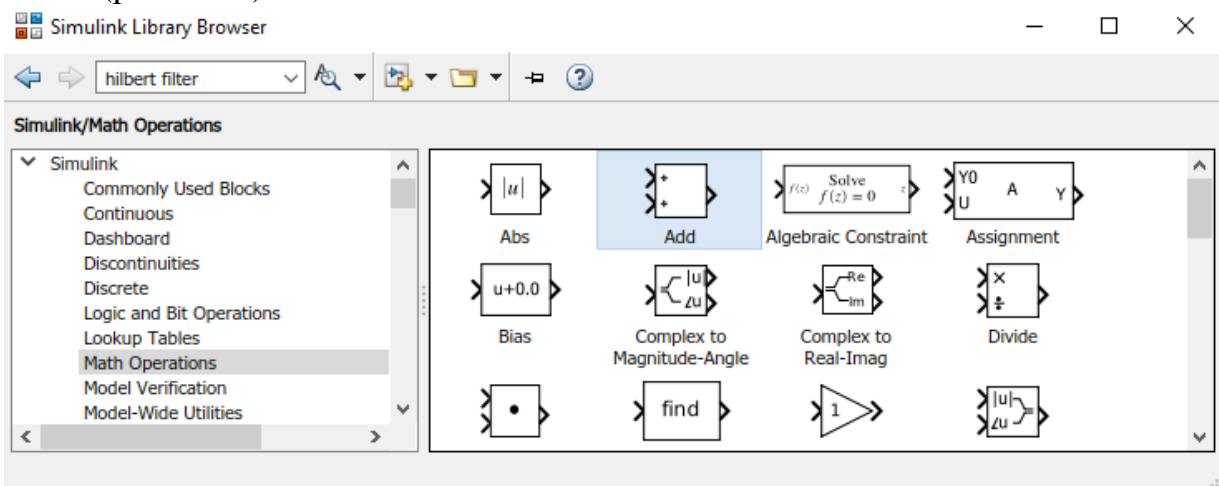 Simulink Library Browser
hilbert filter
Simulink/Math Operations
Simulink
Commonly Used Blocks
Continuous
Dashboard
Discontinuities
Discrete
Logic and Bit Operations
Lookup Tables
Math Operations
Model Verification
Model-Wide Utilities
|u|
Abs
+
+
Add
f(z) Solve f(z) = 0 z
Algebraic Constraint
Y0
U
A
Y
Assignment
u+0.0
Bias
|u|
∠u
Complex to
Magnitude-Angle
Re
Im
Complex to
Real-Imag
×
÷
Divide
find
1
|u|
∠u